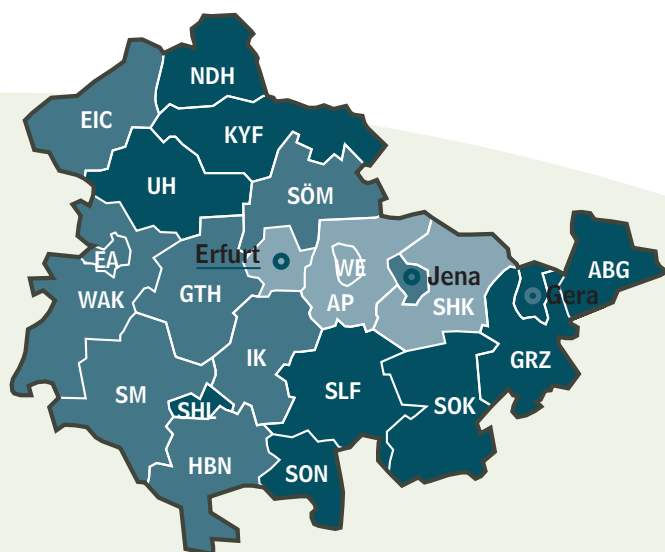 NDH
EIC
KYF
UH
SÖM
Erfurt
EA
WE
Jena
ABG
WAK
GTH
AP
SHK
Gera
IK
GRZ
SM
SHL
SLF
SOK
HBN
SON